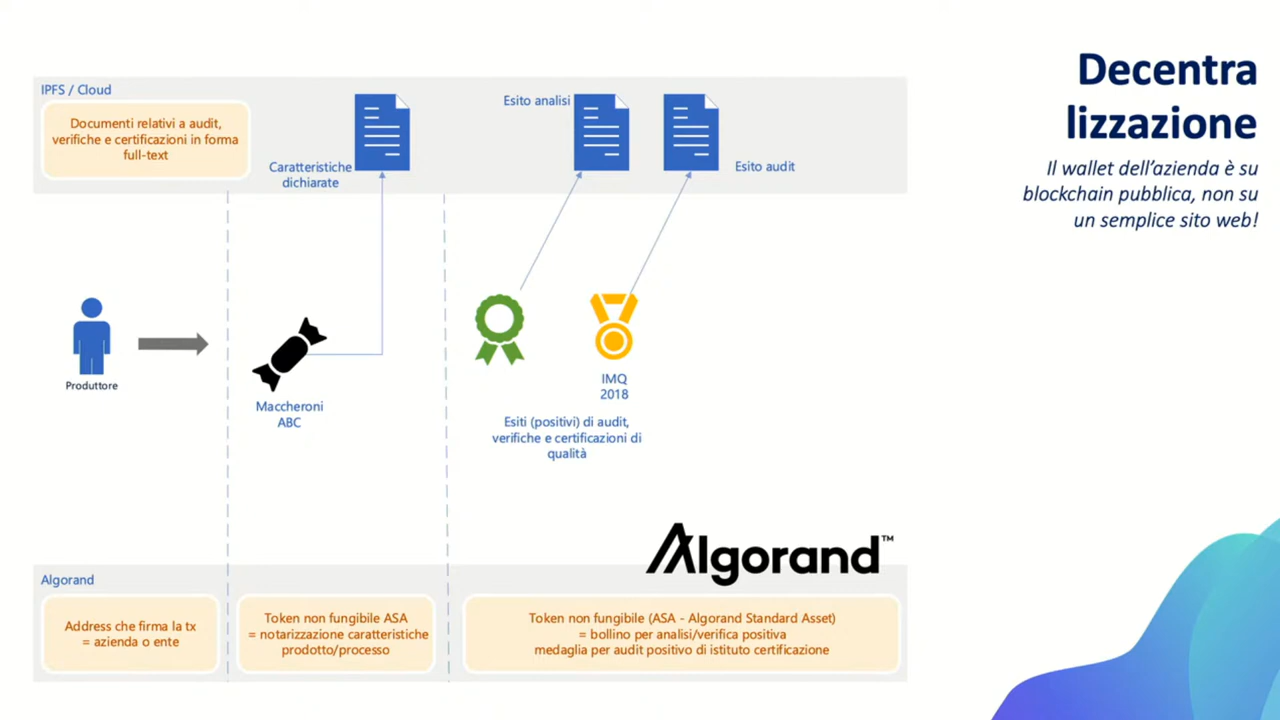 Decentra
lizzazione
Il wallet dell'azienda è su
blockchain pubblica, non su
un semplice sito web!
IPFS / Cloud
Documenti relativi a audit,
verifiche e certificazioni in forma
full-text
Caratteristiche
dichiarate
Esito analisi
Esito audit
Produttore
Maccheroni
ABC
IMQ
2018
Esiti (positivi) di audit,
verifiche e certificazioni di
qualità
Algorand™
Algorand
Address che firma la tx
= azienda o ente
Token non fungibile ASA
= notarizzazione caratteristiche
prodotto/processo
Token non fungibile (ASA - Algorand Standard Asset)
= bollino per analisi/verifica positiva
medaglia per audit positivo di istituto certificazione